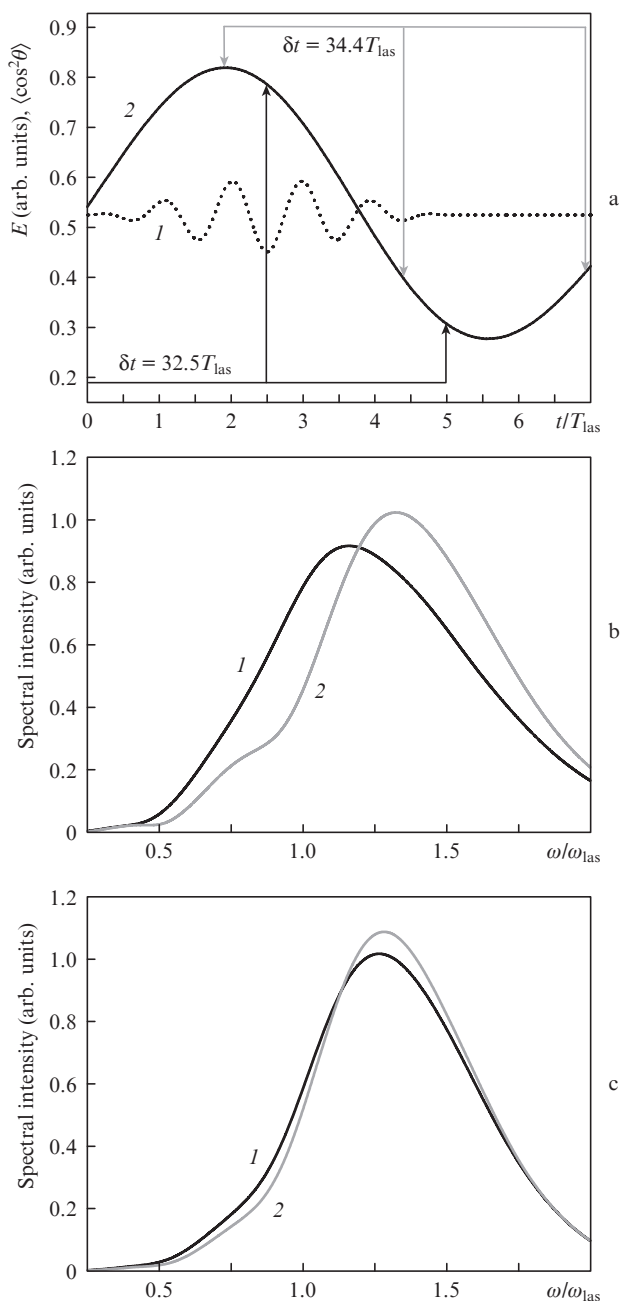 0.9
δt = 34.4T_las
0.8
2
0.7
E (arb. units), ⟨cos²θ⟩
0.6
a
0.5
1
0.4
0.3
δt = 32.5T_las
0.2
0 1 2 3 4 5 6 t/T_las
1.2
1.0
0.8
Spectral intensity (arb. units)
1
b
0.6
2
0.4
0.2
0
0.5 1.0 1.5 ω/ω_las
1.2
1.0
0.8
Spectral intensity (arb. units)
c
0.6
0.4
1
0.2
2
0
0.5 1.0 1.5 ω/ω_las